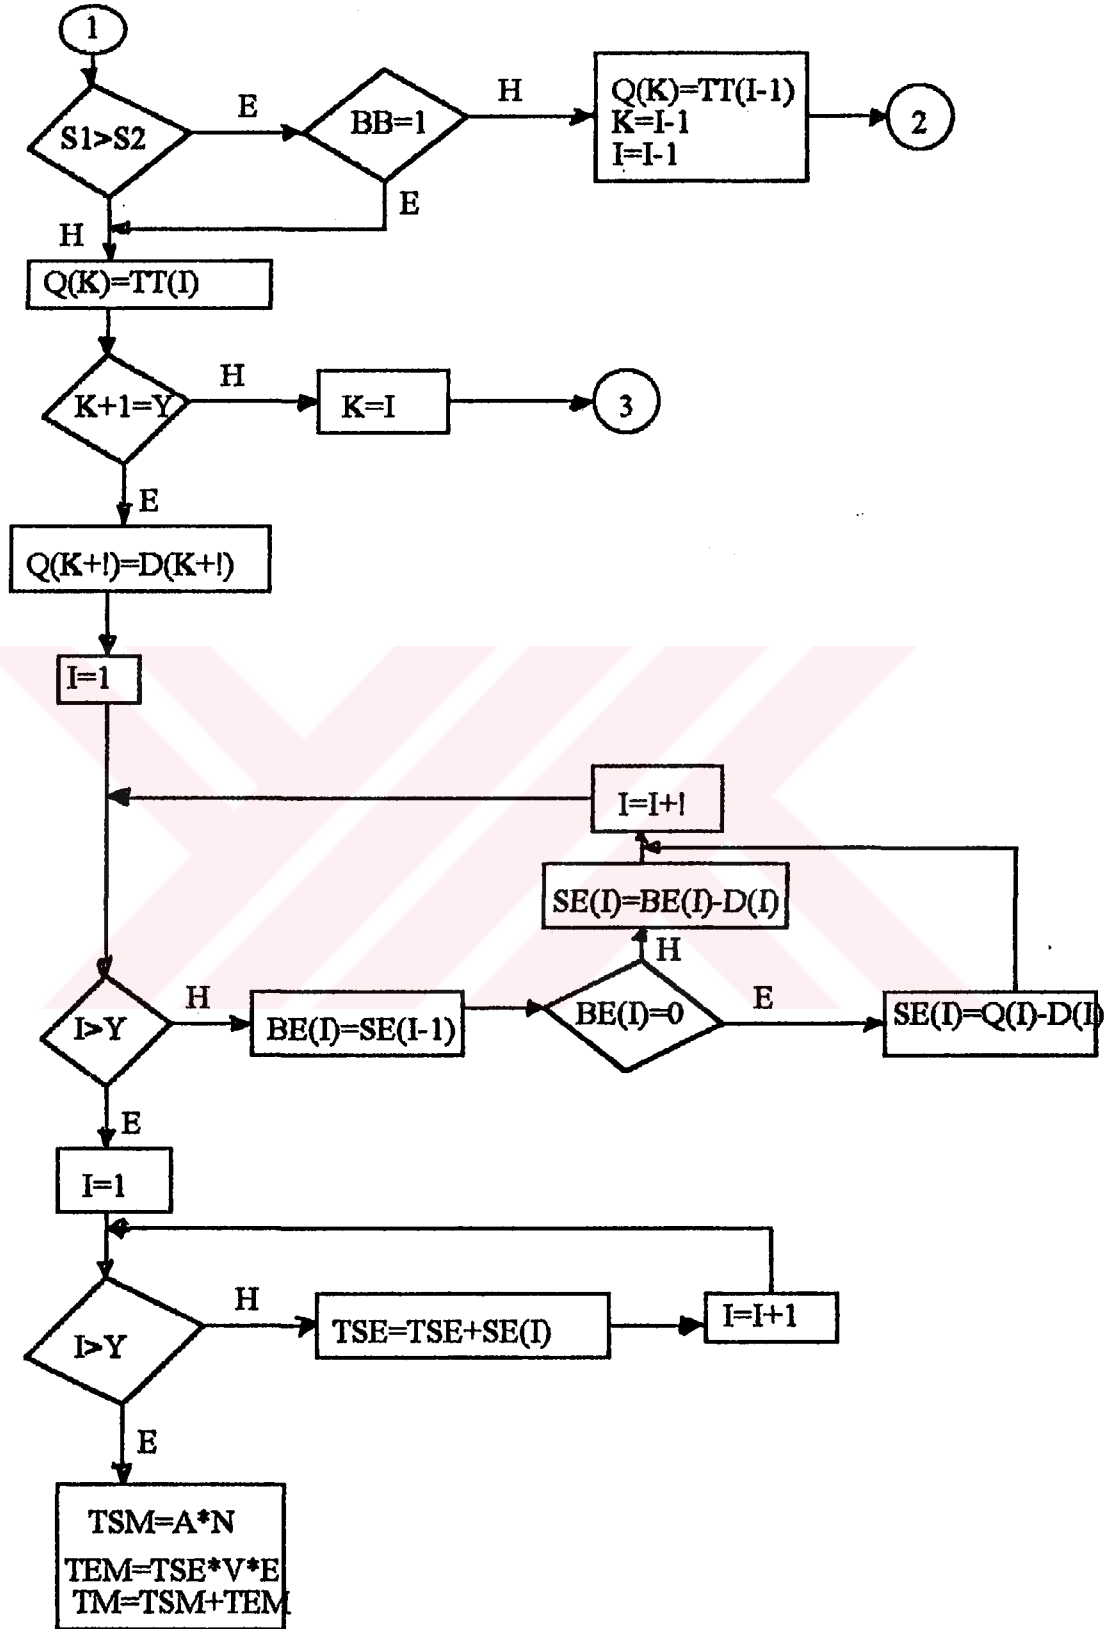 1
S1>S2
E
BB=1
H
Q(K)=TT(I-1)
K=I-1
I=I-1
2
E
H
Q(K)=TT(I)
K+1=Y
H
K=I
3
E
Q(K+!)=D(K+!)
I=1
I=I+!
SE(I)=BE(I)-D(I)
H
I>Y
H
BE(I)=SE(I-1)
BE(I)=0
E
SE(I)=Q(I)-D(I)
E
I=1
I>Y
H
TSE=TSE+SE(I)
I=I+1
E
TSM=A*N
TEM=TSE*V*E
TM=TSM+TEM